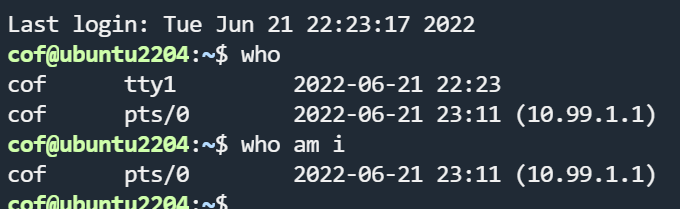 Last login: Tue Jun 21 22:23:17 2022
cof@ubuntu2204:~$ who
cof      tty1         2022-06-21 22:23
cof      pts/0        2022-06-21 23:11 (10.99.1.1)
cof@ubuntu2204:~$ who am i
cof      pts/0        2022-06-21 23:11 (10.99.1.1)
cof@ubuntu2204:~$